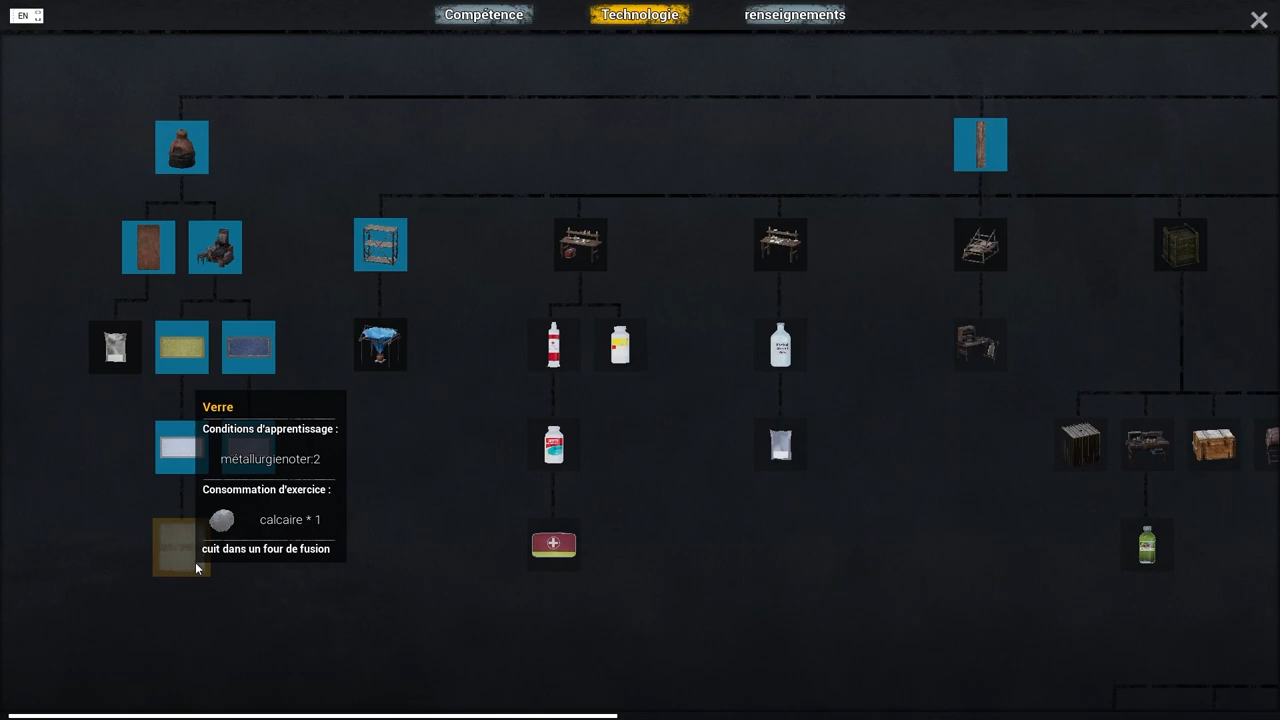 EN
Compétence
Technologie
renseignements
Verre
Conditions d'apprentissage :
métallurgienoter:2
Consommation d'exercice :
calcaire * 1
cuit dans un four de fusion